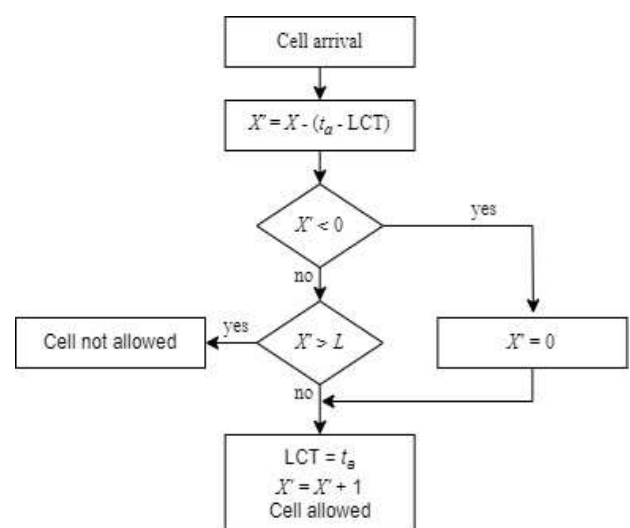 Cell arrival
X' = X - (tₐ - LCT)
X' < 0
yes
no
Cell not allowed
yes
X' > L
X' = 0
no
LCT = tₐ
X' = X' + 1
Cell allowed